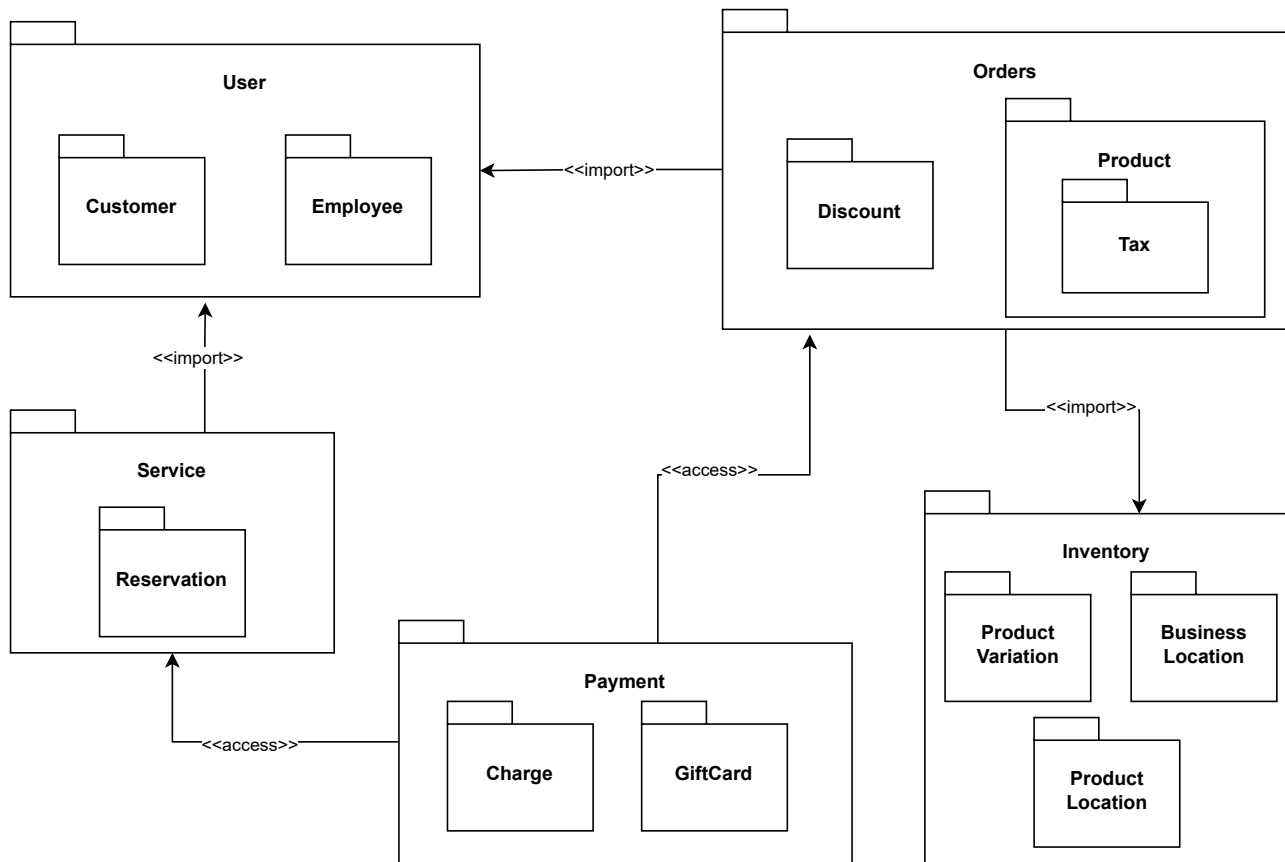 User
Orders
Customer
Employee
<<import>>
Discount
Product
Tax
<<import>>
<<import>>
Service
Reservation
<<access>>
Inventory
Product
Variation
Business
Location
Product
Location
Payment
Charge
GiftCard
<<access>>